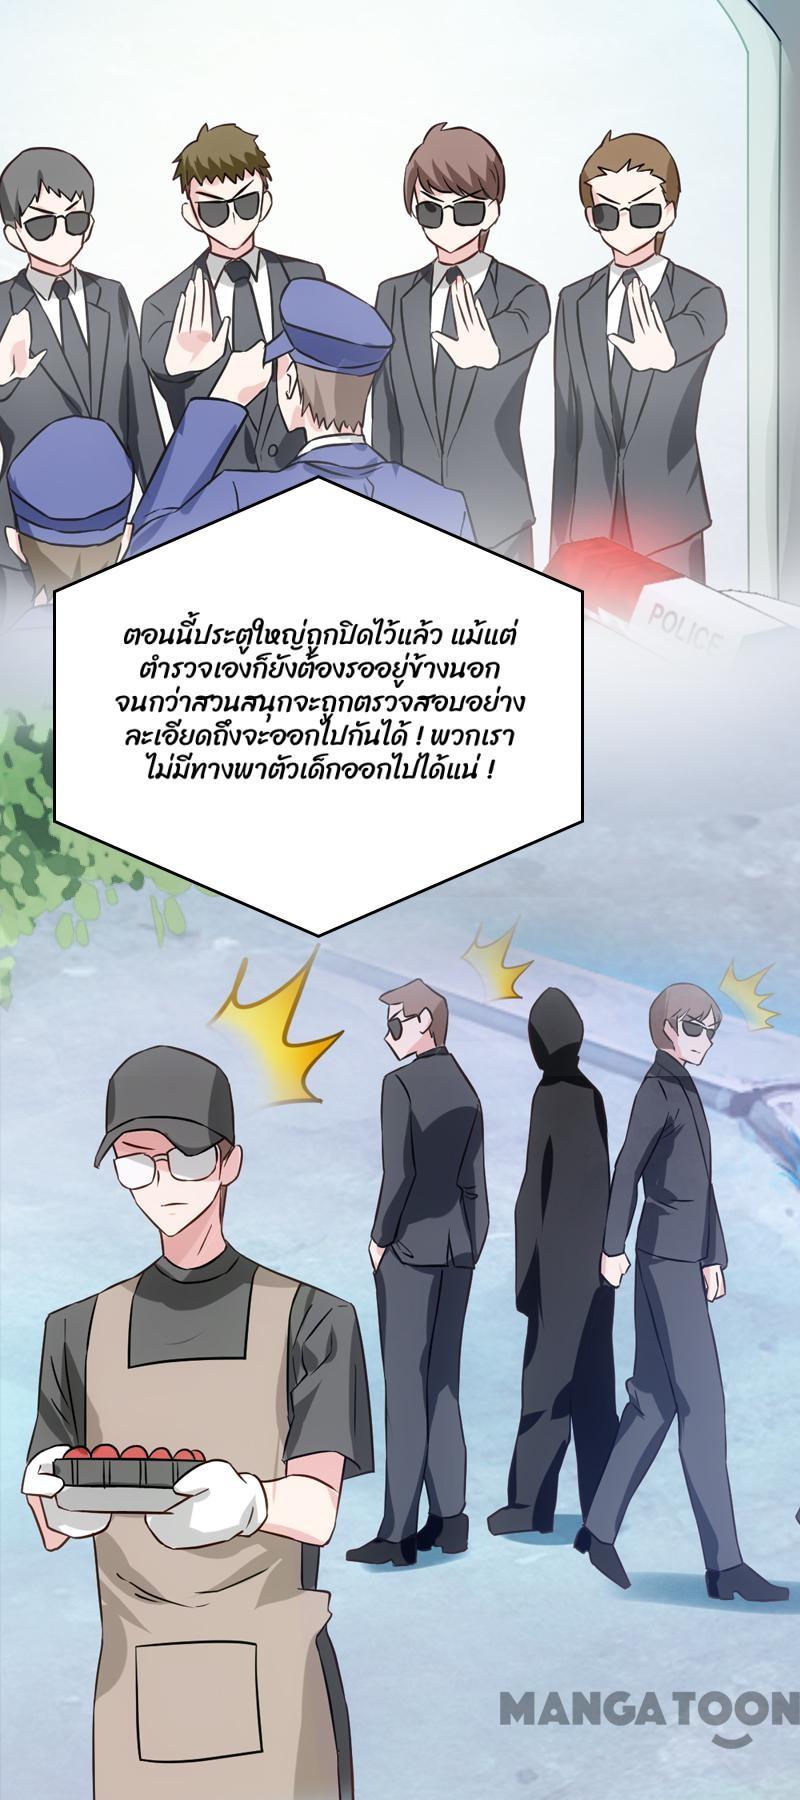 POLICE
ตอนนี้ประตูใหญ่ถูกปิดไว้แล้ว แม้แต่
ตำรวจเองก็ยังต้องรออยู่ข้างนอก
จนกว่าสวนสนุกจะถูกตรวจสอบอย่าง
ละเอียดถึงจะออกไปกันได้ ! พวกเรา
ไม่มีทางพาตัวเด็กออกไปได้แน่ !
MANGATOON